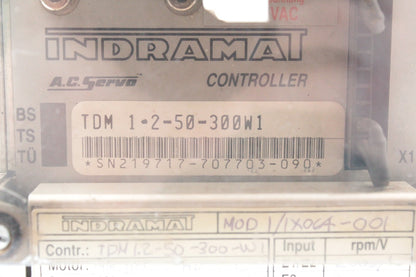 VAC
INDRAMAT
A.C. Servo CONTROLLER
BS
TS
TÜ
TDM 1·2-50-300W1
*SN219717-707703-090*
X1
INDRAMAT MOD 1/1X064-001
Contr.: TDM 1.2-50-300-W1 Input rpm/V